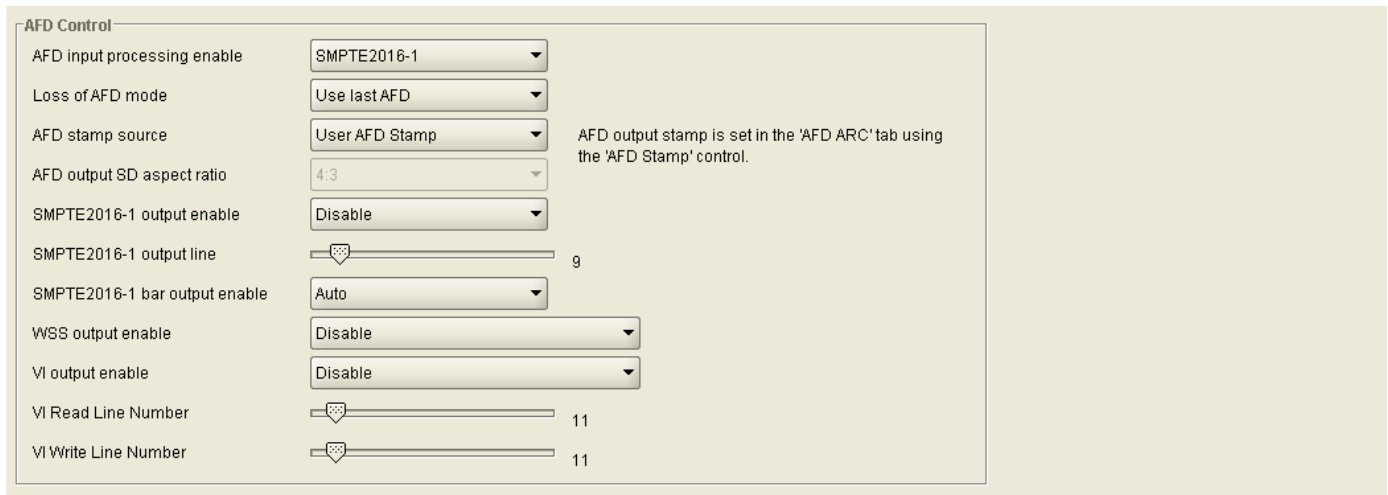 AFD Control
AFD input processing enable SMPTE2016-1
Loss of AFD mode Use last AFD
AFD stamp source User AFD Stamp AFD output stamp is set in the 'AFD ARC' tab using
the 'AFD Stamp' control.
AFD output SD aspect ratio 4:3
SMPTE2016-1 output enable Disable
SMPTE2016-1 output line 9
SMPTE2016-1 bar output enable Auto
WSS output enable Disable
VI output enable Disable
VI Read Line Number 11
VI Write Line Number 11